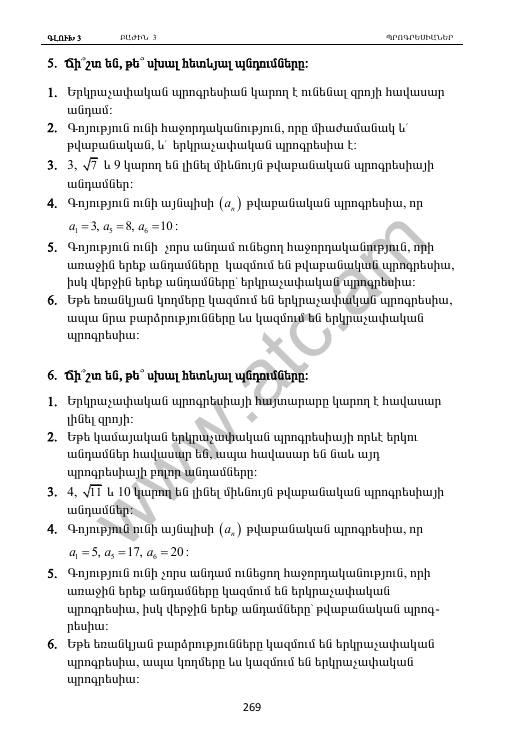 ԳԼՈՒԽ 3 ԲԱԺԻՆ 3 ՊՐՈԳՐԵՍԻԱՆԵՐ
5. Ճի՞շտ են, թե՞ սխալ հետևյալ պնդումները:
1. Երկրաչափական պրոգրեսիան կարող է ունենալ զրոյի հավասար
անդամ:
2. Գոյություն ունի հաջորդականություն, որը միաժամանակ և՛
թվաբանական, և՛ երկրաչափական պրոգրեսիա է:
3. 3, √7 և 9 կարող են լինել միևնույն թվաբանական պրոգրեսիայի
անդամներ:
4. Գոյություն ունի այնպիսի (aₙ) թվաբանական պրոգրեսիա, որ
a₁ = 3, a₅ = 8, a₆ = 10 :
5. Գոյություն ունի չորս անդամ ունեցող հաջորդականություն, որի
առաջին երեք անդամները կազմում են թվաբանական պրոգրեսիա,
իսկ վերջին երեք անդամները՝ երկրաչափական պրոգրեսիա:
6. Եթե եռանկյան կողմերը կազմում են երկրաչափական պրոգրեսիա,
ապա նրա բարձրությունները ևս կազմում են երկրաչափական
պրոգրեսիա:
6. Ճի՞շտ են, թե՞ սխալ հետևյալ պնդումները:
1. Երկրաչափական պրոգրեսիայի հայտարարը կարող է հավասար
լինել զրոյի:
2. Եթե կամայական երկրաչափական պրոգրեսիայի որևէ երկու
անդամներ հավասար են, ապա հավասար են նաև այդ
պրոգրեսիայի բոլոր անդամները:
3. 4, √11 և 10 կարող են լինել միևնույն թվաբանական պրոգրեսիայի
անդամներ:
4. Գոյություն ունի այնպիսի (aₙ) թվաբանական պրոգրեսիա, որ
a₁ = 5, a₅ = 17, a₆ = 20 :
5. Գոյություն ունի չորս անդամ ունեցող հաջորդականություն, որի
առաջին երեք անդամները կազմում են երկրաչափական
պրոգրեսիա, իսկ վերջին երեք անդամները՝ թվաբանական պրոգ-
րեսիա:
6. Եթե եռանկյան բարձրությունները կազմում են երկրաչափական
պրոգրեսիա, ապա կողմերը ևս կազմում են երկրաչափական
պրոգրեսիա:
269
www.atc.am